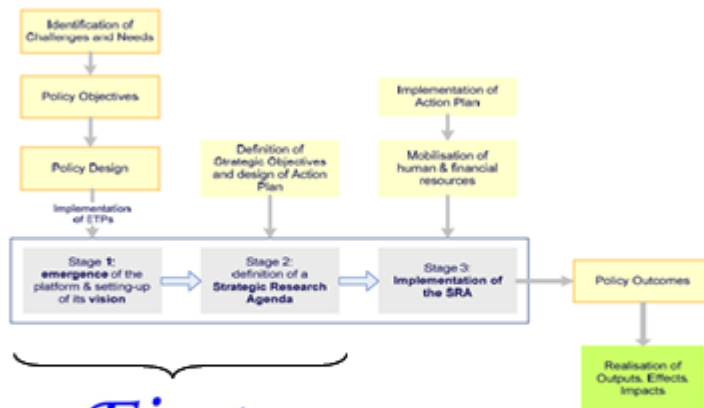 Identification of
Challenges and Needs
Policy Objectives
Policy Design
Implementation
of ETPs
Definition of
Strategic Objectives
and design of Action
Plan
Implementation of
Action Plan
Mobilisation of
human & financial
resources
Stage 1:
emergence of the
platform & setting-up
of its vision
Stage 2:
definition of a
Strategic Research
Agenda
Stage 3:
Implementation of
the SRA
Policy Outcomes
Realisation of
Outputs, Effects,
Impacts